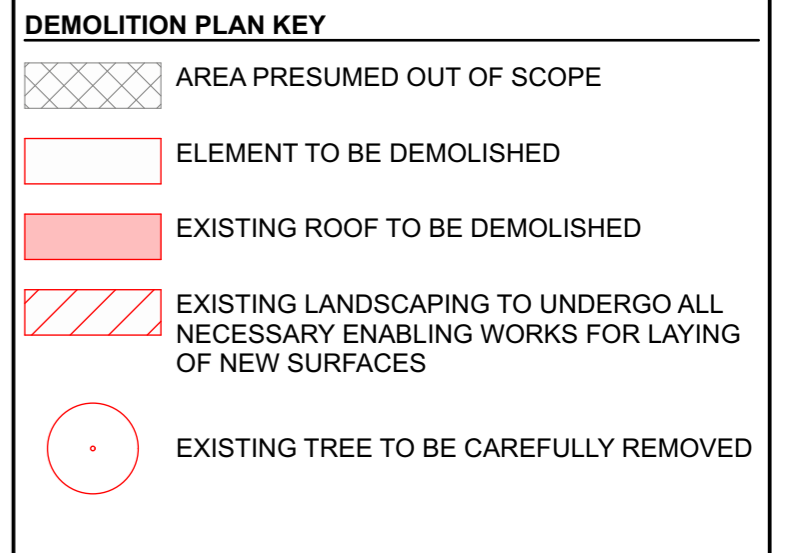 DEMOLITION PLAN KEY
AREA PRESUMED OUT OF SCOPE
ELEMENT TO BE DEMOLISHED
EXISTING ROOF TO BE DEMOLISHED
EXISTING LANDSCAPING TO UNDERGO ALL
NECESSARY ENABLING WORKS FOR LAYING
OF NEW SURFACES
EXISTING TREE TO BE CAREFULLY REMOVED